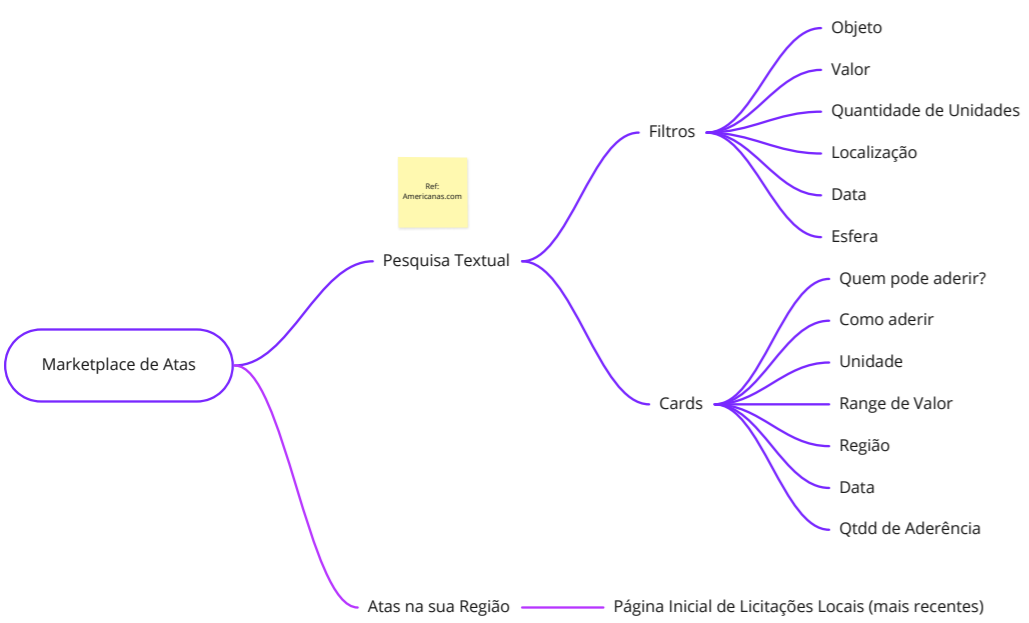 Marketplace de Atas
Ref:
Americanas.com
Pesquisa Textual
Filtros
Objeto
Valor
Quantidade de Unidades
Localização
Data
Esfera
Cards
Quem pode aderir?
Como aderir
Unidade
Range de Valor
Região
Data
Qtdd de Aderência
Atas na sua Região
Página Inicial de Licitações Locais (mais recentes)